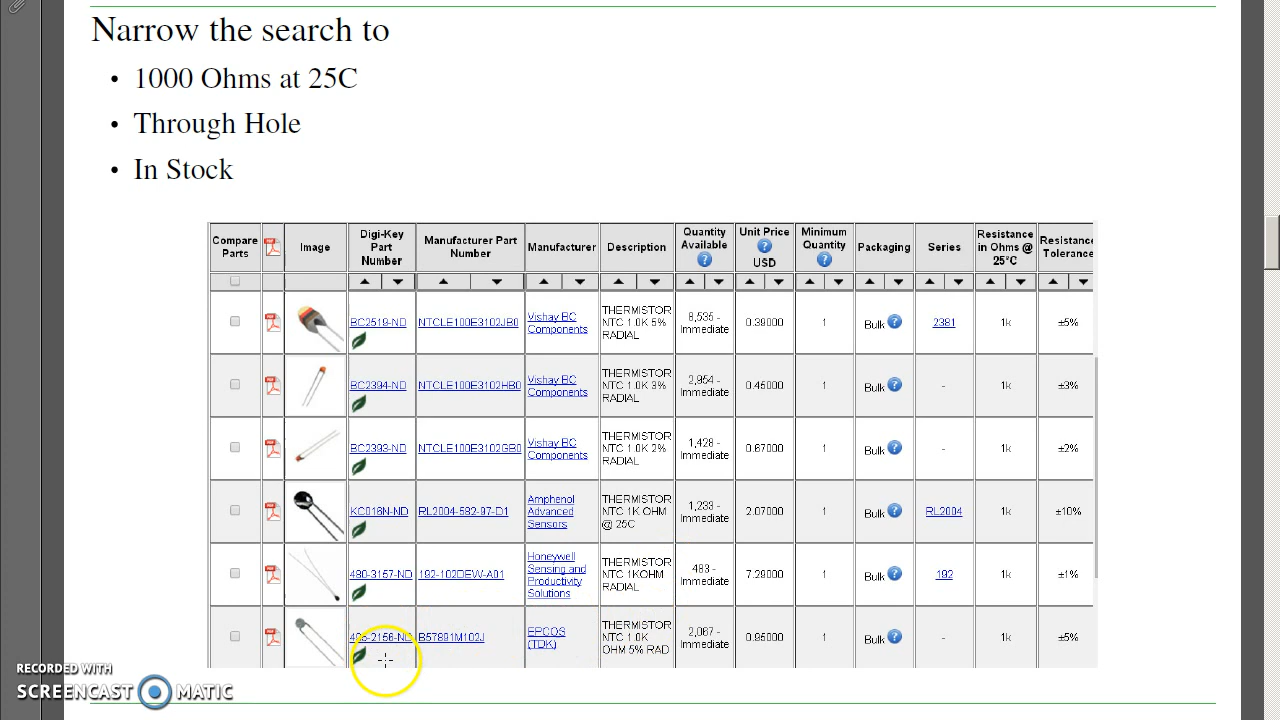 Narrow the search to
• 1000 Ohms at 25C
• Through Hole
• In Stock
Compare Parts Image Digi-Key Part Number Manufacturer Part Number Manufacturer Description Quantity Available Unit Price USD Minimum Quantity Packaging Series Resistance in Ohms @ 25°C Resistance Tolerance
BC2519-ND NTCLE100E3102JB0 Vishay BC Components THERMISTOR NTC 1.0K 5% RADIAL 8,535 - Immediate 0.39000 1 Bulk 2381 1k ±5%
BC2394-ND NTCLE100E3102HB0 Vishay BC Components THERMISTOR NTC 1.0K 3% RADIAL 2,954 - Immediate 0.45000 1 Bulk - 1k ±3%
BC2393-ND NTCLE100E3102GB0 Vishay BC Components THERMISTOR NTC 1.0K 2% RADIAL 1,428 - Immediate 0.67000 1 Bulk - 1k ±2%
KC016N-ND RL2004-582-97-D1 Amphenol Advanced Sensors THERMISTOR NTC 1K OHM @ 25C 1,233 - Immediate 2.07000 1 Bulk RL2004 1k ±10%
480-3157-ND 192-102DEW-A01 Honeywell Sensing and Productivity Solutions THERMISTOR NTC 1KOHM RADIAL 483 - Immediate 7.29000 1 Bulk 192 1k ±1%
495-2156-ND B57891M102J EPCOS (TDK) THERMISTOR NTC 1.0K OHM 5% RAD 2,067 - Immediate 0.95000 1 Bulk - 1k ±5%
RECORDED WITH
SCREENCAST MATIC